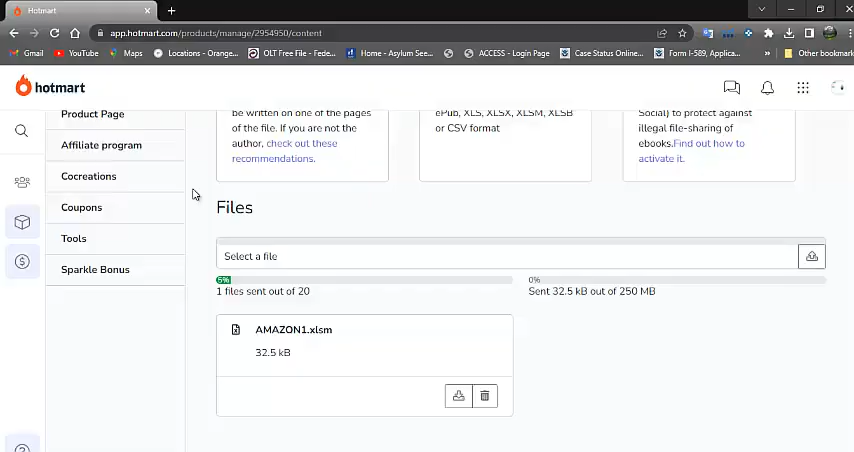 Hotmart
app.hotmart.com/products/manage/2954950/content
Gmail
YouTube
Maps
Locations - Orange...
OLT Free File - Fede...
Home - Asylum See...
ACCESS - Login Page
Case Status Online...
Form I-589, Applica...
»
Other bookmark
hotmart
Product Page
Affiliate program
Cocreations
Coupons
Tools
Sparkle Bonus
be written on one of the pages
of the file. If you are not the
author, check out these
recommendations.
ePub, XLS, XLSX, XLSM, XLSB
or CSV format
Social) to protect against
illegal file-sharing of
ebooks.Find out how to
activate it.
Files
Select a file
5%
1 files sent out of 20
0%
Sent 32.5 kB out of 250 MB
AMAZON1.xlsm
32.5 kB